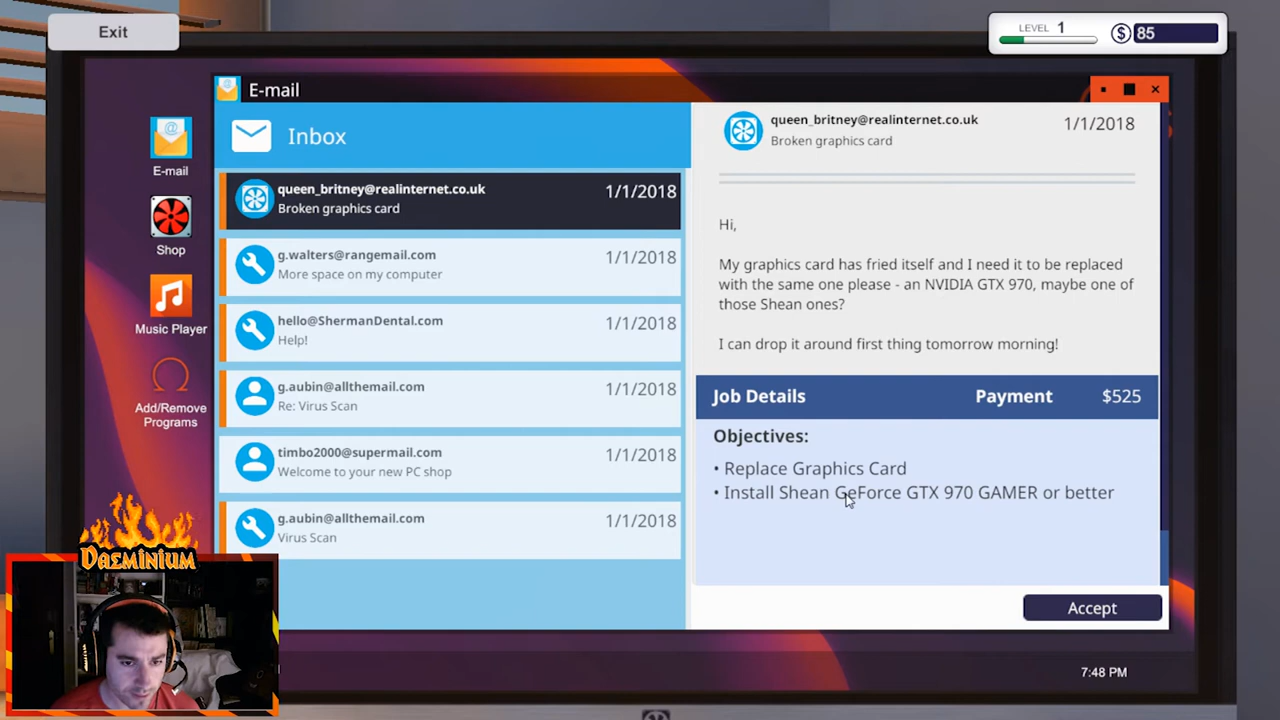 Exit
LEVEL 1
$ 85
E-mail
Inbox
E-mail
Shop
Music Player
Add/Remove
Programs
queen_britney@realinternet.co.uk 1/1/2018
Broken graphics card
g.walters@rangemail.com 1/1/2018
More space on my computer
hello@ShermanDental.com 1/1/2018
Help!
g.aubin@allthemail.com 1/1/2018
Re: Virus Scan
timbo2000@supermail.com 1/1/2018
Welcome to your new PC shop
g.aubin@allthemail.com 1/1/2018
Virus Scan
queen_britney@realinternet.co.uk 1/1/2018
Broken graphics card
Hi,
My graphics card has fried itself and I need it to be replaced
with the same one please - an NVIDIA GTX 970, maybe one of
those Shean ones?
I can drop it around first thing tomorrow morning!
Job Details Payment $525
Objectives:
• Replace Graphics Card
• Install Shean GeForce GTX 970 GAMER or better
Accept
7:48 PM
DAEMINIUM